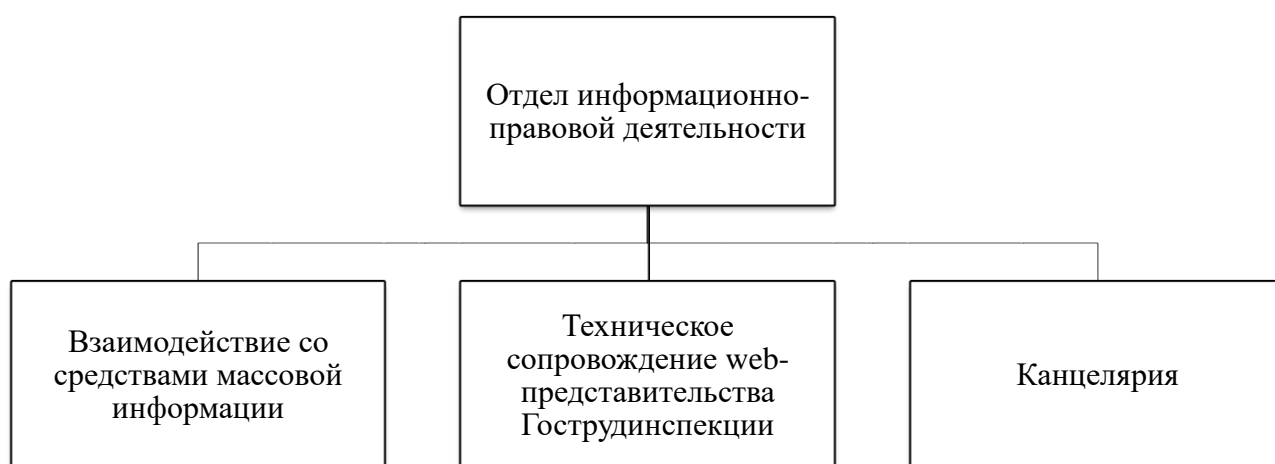 Отдел информационно-
правовой деятельности
Взаимодействие со
средствами массовой
информации
Техническое
сопровождение web-
представительства
Гострудинспекции
Канцелярия